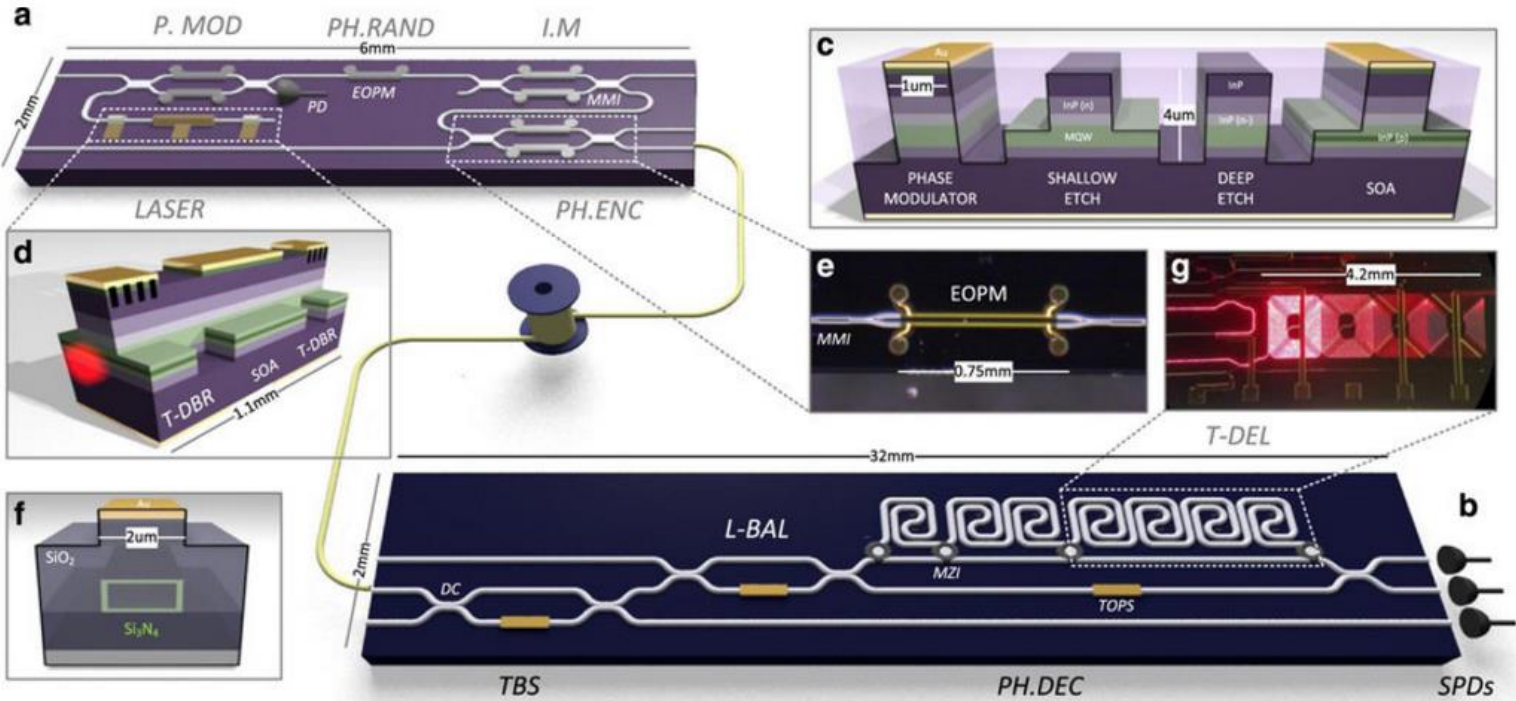 a
P. MOD
PH.RAND
I.M
6mm
2mm
PD
EOPM
MMI
LASER
PH.ENC
c
Au
1um
InP (n)
MQW
4um
InP
InP (n-)
InP (p)
PHASE
MODULATOR
SHALLOW
ETCH
DEEP
ETCH
SOA
d
T-DBR
SOA
T-DBR
1.1mm
e
EOPM
MMI
0.75mm
g
4.2mm
T-DEL
f
Au
2um
SiO₂
Si₃N₄
32mm
b
2mm
L-BAL
DC
MZI
TOPS
TBS
PH.DEC
SPDs